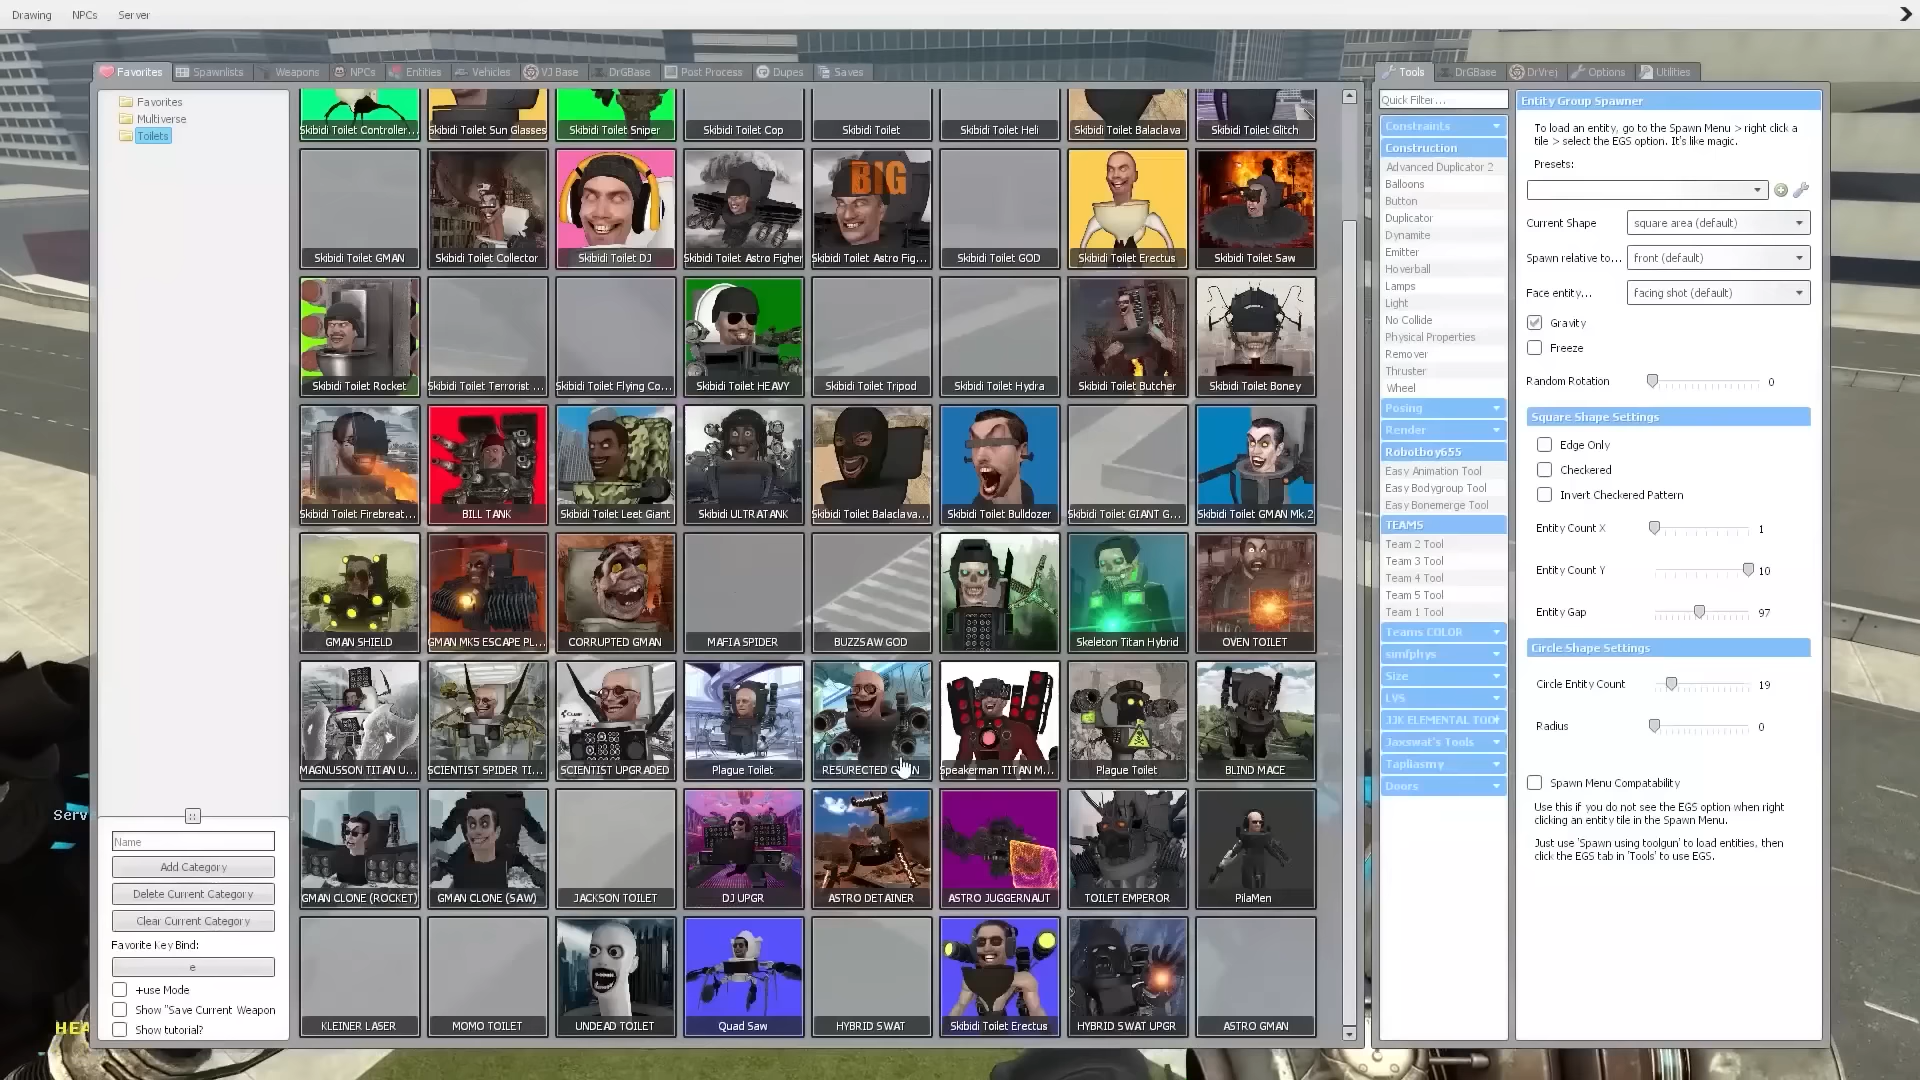 Drawing NPCs Server
Favorites Spawnlists Weapons NPCs Entities Vehicles VJ Base DrGBase Post Process Dupes Saves
Favorites
Multiverse
Toilets
Skibidi Toilet Controller... Skibidi Toilet Sun Glasses Skibidi Toilet Sniper Skibidi Toilet Cop Skibidi Toilet Skibidi Toilet Heli Skibidi Toilet Balaclava Skibidi Toilet Glitch
BIG
Skibidi Toilet GMAN Skibidi Toilet Collector Skibidi Toilet DJ Skibidi Toilet Astro Figher Skibidi Toilet Astro Fig... Skibidi Toilet GOD Skibidi Toilet Erectus Skibidi Toilet Saw
Skibidi Toilet Rocket Skibidi Toilet Terrorist ... Skibidi Toilet Flying Co... Skibidi Toilet HEAVY Skibidi Toilet Tripod Skibidi Toilet Hydra Skibidi Toilet Butcher Skibidi Toilet Boney
Skibidi Toilet Firebreat... BILL TANK Skibidi Toilet Leet Giant Skibidi ULTRATANK Skibidi Toilet Balaclava... Skibidi Toilet Bulldozer Skibidi Toilet GIANT G... Skibidi Toilet GMAN Mk.2
GMAN SHIELD GMAN MK5 ESCAPE PL... CORRUPTED GMAN MAFIA SPIDER BUZZSAW GOD Skeleton Titan Hybrid OVEN TOILET
MAGNUSSON TITAN U... SCIENTIST SPIDER TI... SCIENTIST UPGRADED Plague Toilet RESURECTED Speakerman TITAN M... Plague Toilet BLIND MACE
GMAN CLONE (ROCKET) GMAN CLONE (SAW) JACKSON TOILET DJ UPGR ASTRO DETAINER ASTRO JUGGERNAUT TOILET EMPEROR PilaMen
KLEINER LASER MOMO TOILET UNDEAD TOILET Quad Saw HYBRID SWAT Skibidi Toilet Erectus HYBRID SWAT UPGR ASTRO GMAN
Serv
HEA
Name
Add Category
Delete Current Category
Clear Current Category
Favorite Key Bind:
e
+use Mode
Show "Save Current Weapon
Show tutorial?
Tools DrGBase DrVrej Options Utilities
Quick Filter...
Constraints
Construction
Advanced Duplicator 2
Balloons
Button
Duplicator
Dynamite
Emitter
Hoverball
Lamps
Light
No Collide
Physical Properties
Remover
Thruster
Wheel
Posing
Render
Robotboy655
Easy Animation Tool
Easy Bodygroup Tool
Easy Bonemerge Tool
TEAMS
Team 2 Tool
Team 3 Tool
Team 4 Tool
Team 5 Tool
Team 1 Tool
Teams COLOR
simfphys
Size
LVS
JJK ELEMENTAL TOOL
Jaxswat's Tools
Tapliasmy
Doors
Entity Group Spawner
To load an entity, go to the Spawn Menu > right click a
tile > select the EGS option. It's like magic.
Presets:
Current Shape square area (default)
Spawn relative to... front (default)
Face entity... facing shot (default)
Gravity
Freeze
Random Rotation 0
Square Shape Settings
Edge Only
Checkered
Invert Checkered Pattern
Entity Count X 1
Entity Count Y 10
Entity Gap 97
Circle Shape Settings
Circle Entity Count 19
Radius 0
Spawn Menu Compatability
Use this if you do not see the EGS option when right
clicking an entity tile in the Spawn Menu.
Just use 'Spawn using toolgun' to load entities, then
click the EGS tab in 'Tools' to use EGS.